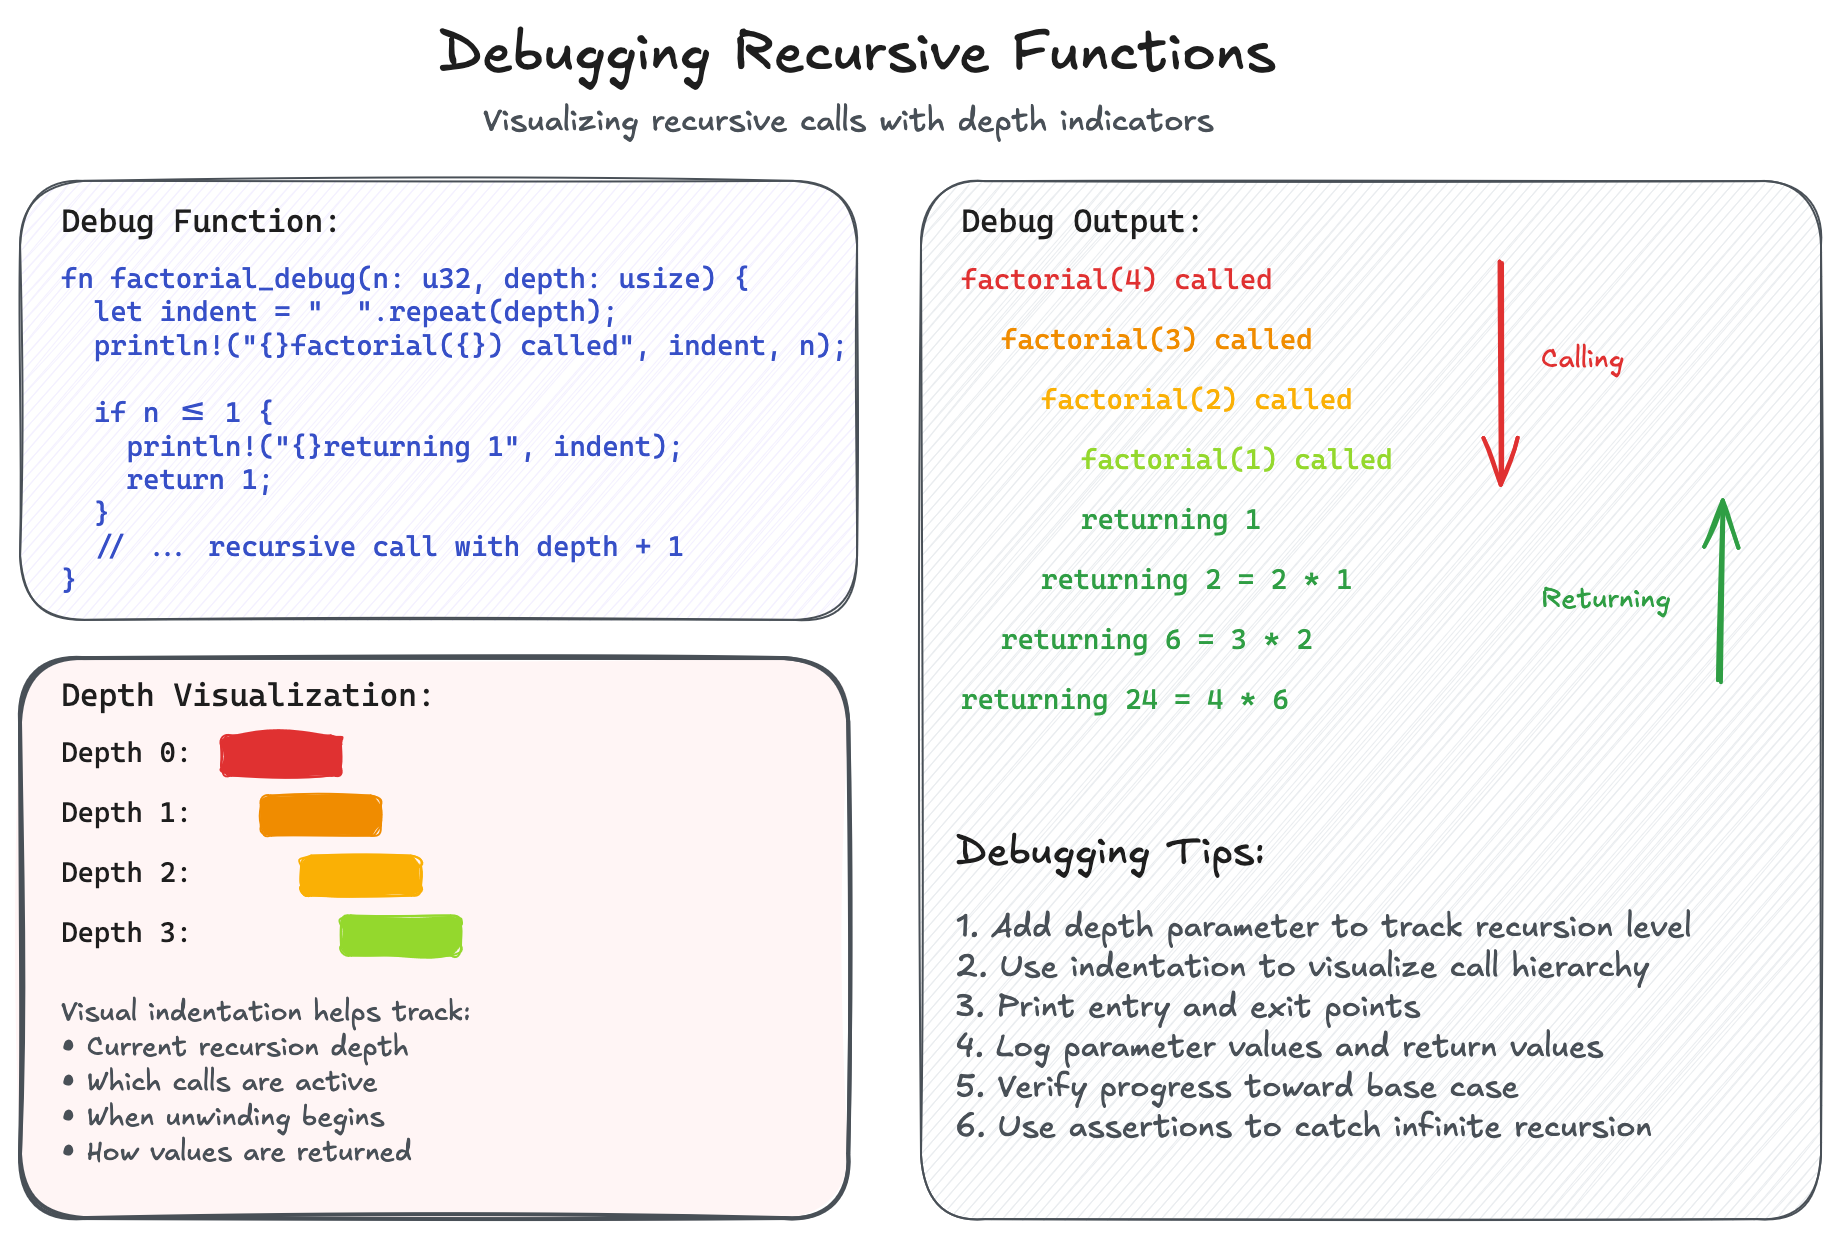 Debugging Recursive Functions
Visualizing recursive calls with depth indicators
Debug Function:
fn factorial_debug(n: u32, depth: usize) {
  let indent = "  ".repeat(depth);
  println!("{}factorial({}) called", indent, n);
  if n ≤ 1 {
    println!("{}returning 1", indent);
    return 1;
  }
  // ... recursive call with depth + 1
}
Depth Visualization:
Depth 0:
Depth 1:
Depth 2:
Depth 3:
Visual indentation helps track:
• Current recursion depth
• Which calls are active
• When unwinding begins
• How values are returned
Debug Output:
factorial(4) called
factorial(3) called
factorial(2) called
factorial(1) called
returning 1
returning 2 = 2 * 1
returning 6 = 3 * 2
returning 24 = 4 * 6
Calling
Returning
Debugging Tips:
1. Add depth parameter to track recursion level
2. Use indentation to visualize call hierarchy
3. Print entry and exit points
4. Log parameter values and return values
5. Verify progress toward base case
6. Use assertions to catch infinite recursion